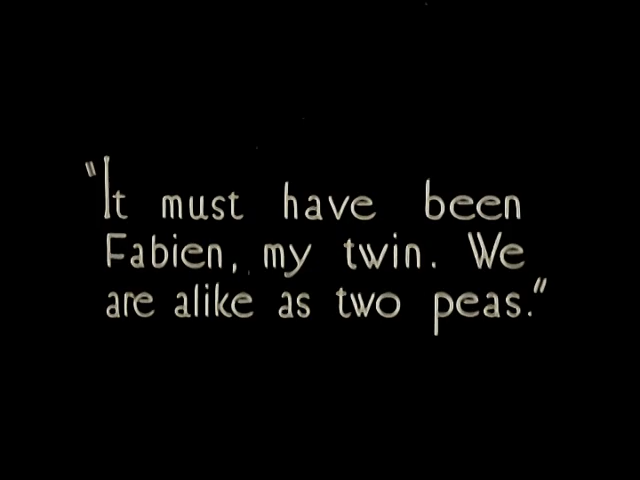 "It must have been
Fabien, my twin. We
are alike as two peas."